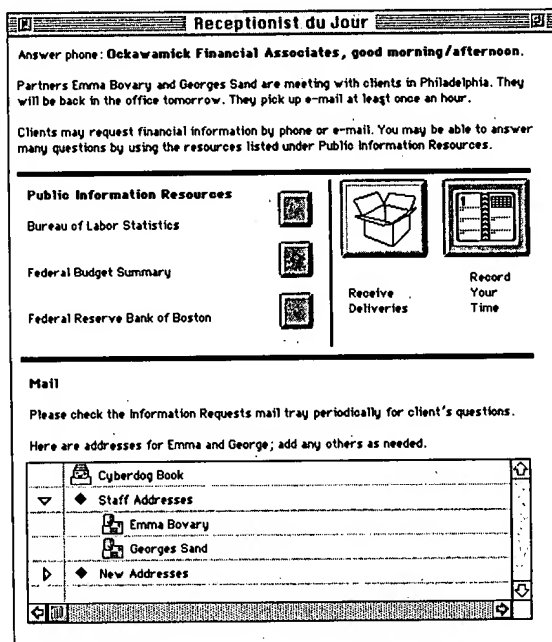 Receptionist du Jour
Answer phone: Ockawamick Financial Associates, good morning/afternoon.
Partners Emma Bovary and Georges Sand are meeting with clients in Philadelphia. They
will be back in the office tomorrow. They pick up e-mail at least once an hour.
Clients may request financial information by phone or e-mail. You may be able to answer
many questions by using the resources listed under Public Information Resources.
Public Information Resources
Bureau of Labor Statistics
Federal Budget Summary
Federal Reserve Bank of Boston
Receive
Deliveries
Record
Your
Time
Mail
Please check the Information Requests mail tray periodically for client's questions.
Here are addresses for Emma and George; add any others as needed.
Cyberdog Book
Staff Addresses
Emma Bovary
Georges Sand
New Addresses